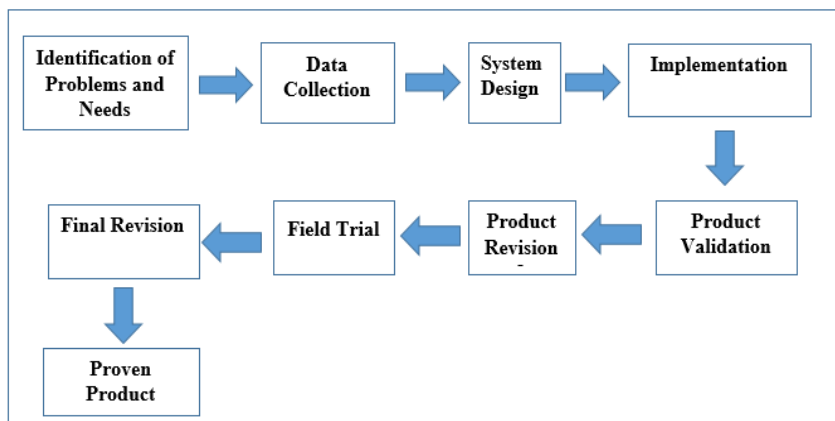 Identification of
Problems and
Needs
Data
Collection
System
Design
Implementation
Final Revision
Field Trial
Product
Revision
-
Product
Validation
Proven
Product